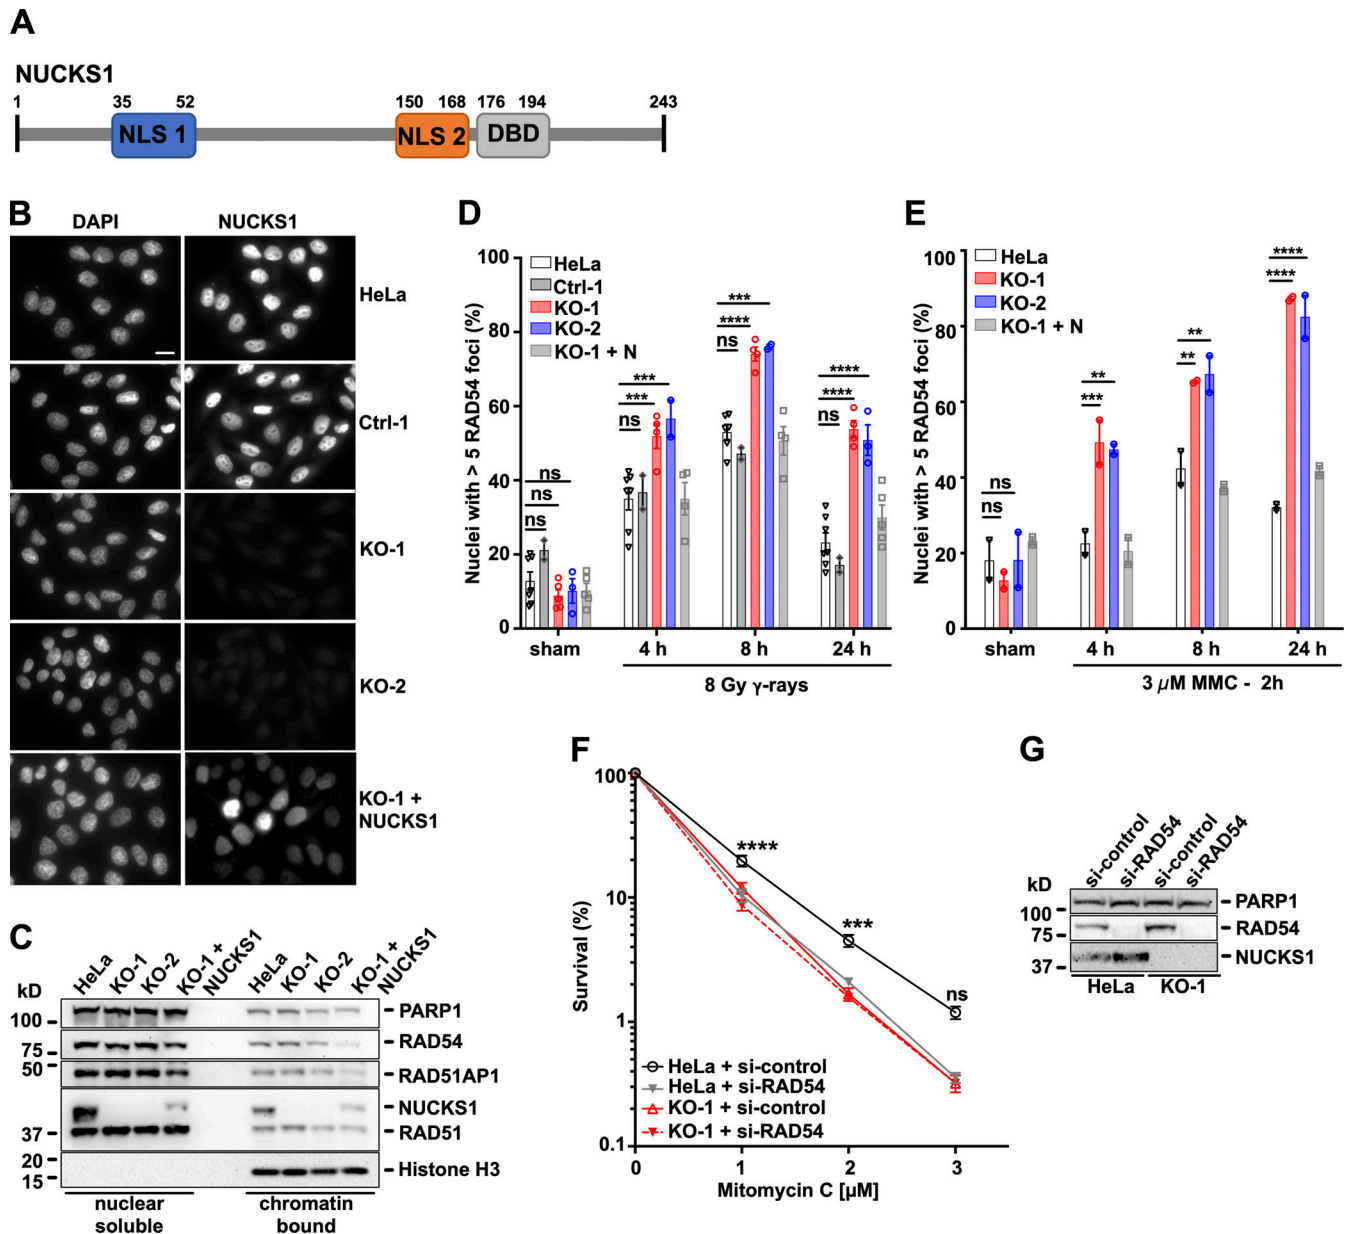 A
NUCKS1
1 35 52 150 168 176 194 243
NLS 1 NLS 2 DBD
B
DAPI NUCKS1
HeLa
Ctrl-1
KO-1
KO-2
KO-1 +
NUCKS1
C
HeLa KO-1 KO-2 KO-1 + NUCKS1 HeLa KO-1 KO-2 KO-1 + NUCKS1
kD
100
75
50
37
20
15
PARP1
RAD54
RAD51AP1
NUCKS1
RAD51
Histone H3
nuclear soluble
chromatin bound
D
Nuclei with > 5 RAD54 foci (%)
100
80
60
40
20
0
HeLa
Ctrl-1
KO-1
KO-2
KO-1 + N
ns
ns
ns
***
***
ns
***
****
ns
****
****
ns
sham 4 h 8 h 24 h
8 Gy γ-rays
E
Nuclei with > 5 RAD54 foci (%)
100
80
60
40
20
0
HeLa
KO-1
KO-2
KO-1 + N
ns
ns
**
***
**
**
****
****
sham 4 h 8 h 24 h
3 µM MMC - 2h
F
Survival (%)
100
10
1
0.1
****
***
ns
HeLa + si-control
HeLa + si-RAD54
KO-1 + si-control
KO-1 + si-RAD54
0 1 2 3
Mitomycin C [µM]
G
si-control si-RAD54 si-control si-RAD54
kD
100
75
37
PARP1
RAD54
NUCKS1
HeLa KO-1